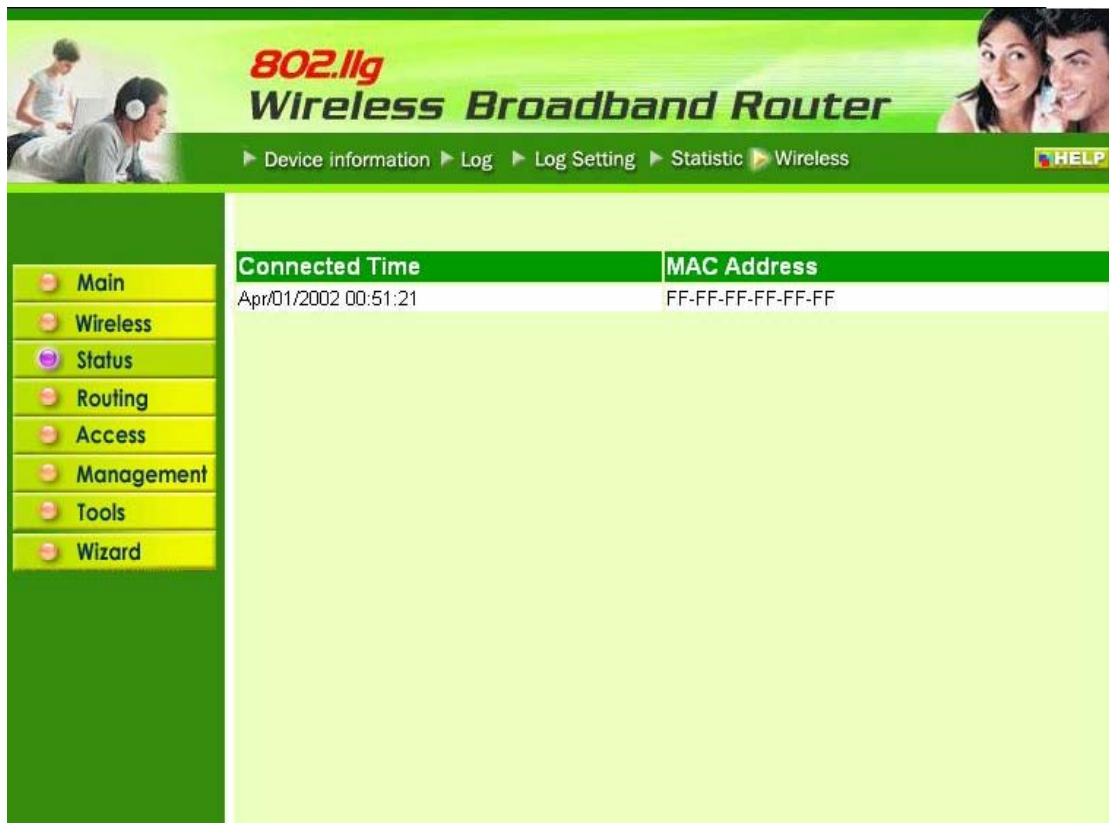 802.11g
Wireless Broadband Router
Device information Log Log Setting Statistic Wireless
HELP
Main
Wireless
Status
Routing
Access
Management
Tools
Wizard
Connected Time MAC Address
Apr/01/2002 00:51:21 FF-FF-FF-FF-FF-FF